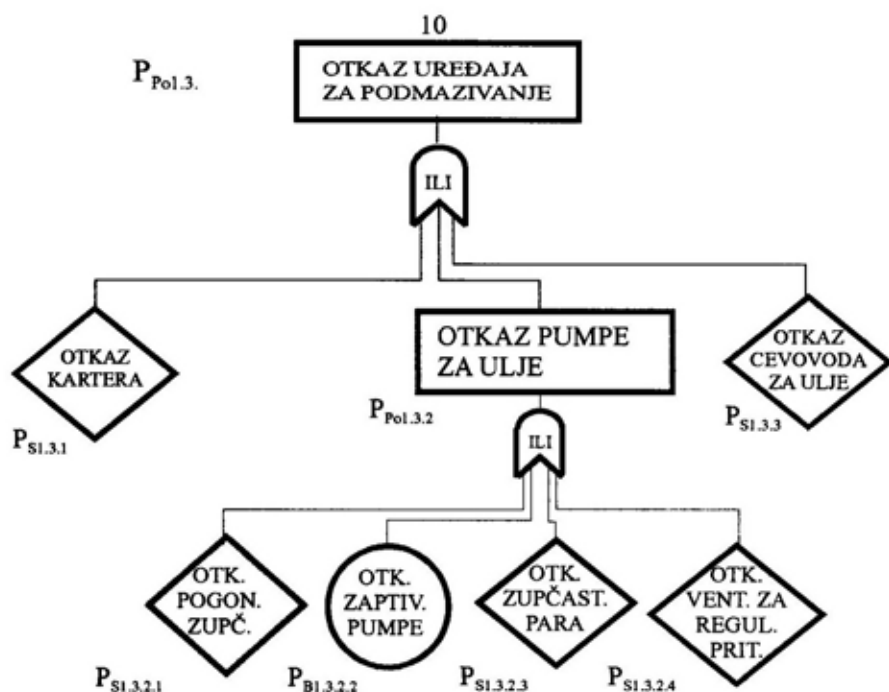 10
P_Po1.3.
OTKAZ UREĐAJA
ZA PODMAZIVANJE
ILI
OTKAZ
KARTERA
P_S1.3.1
OTKAZ PUMPE
ZA ULJE
P_Po1.3.2
OTKAZ
CEVOVODA
ZA ULJE
P_S1.3.3
ILI
OTK.
POGON.
ZUPČ.
P_S1.3.2.1
OTK.
ZAPTIV.
PUMPE
P_B1.3.2.2
OTK.
ZUPČAST.
PARA
P_S1.3.2.3
OTK.
VENT. ZA
REGUL.
PRIT.
P_S1.3.2.4